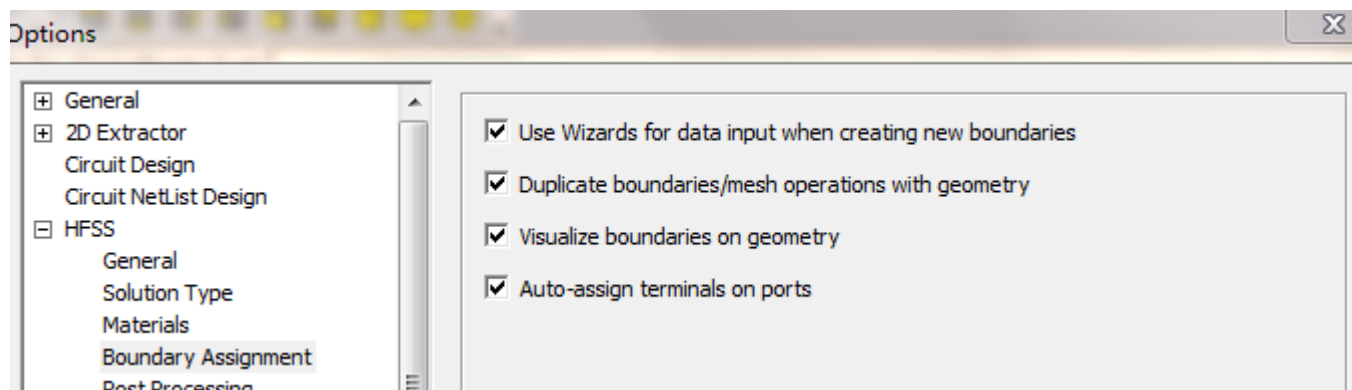 Options
General
2D Extractor
Circuit Design
Circuit NetList Design
HFSS
General
Solution Type
Materials
Boundary Assignment
Post Processing
Use Wizards for data input when creating new boundaries
Duplicate boundaries/mesh operations with geometry
Visualize boundaries on geometry
Auto-assign terminals on ports